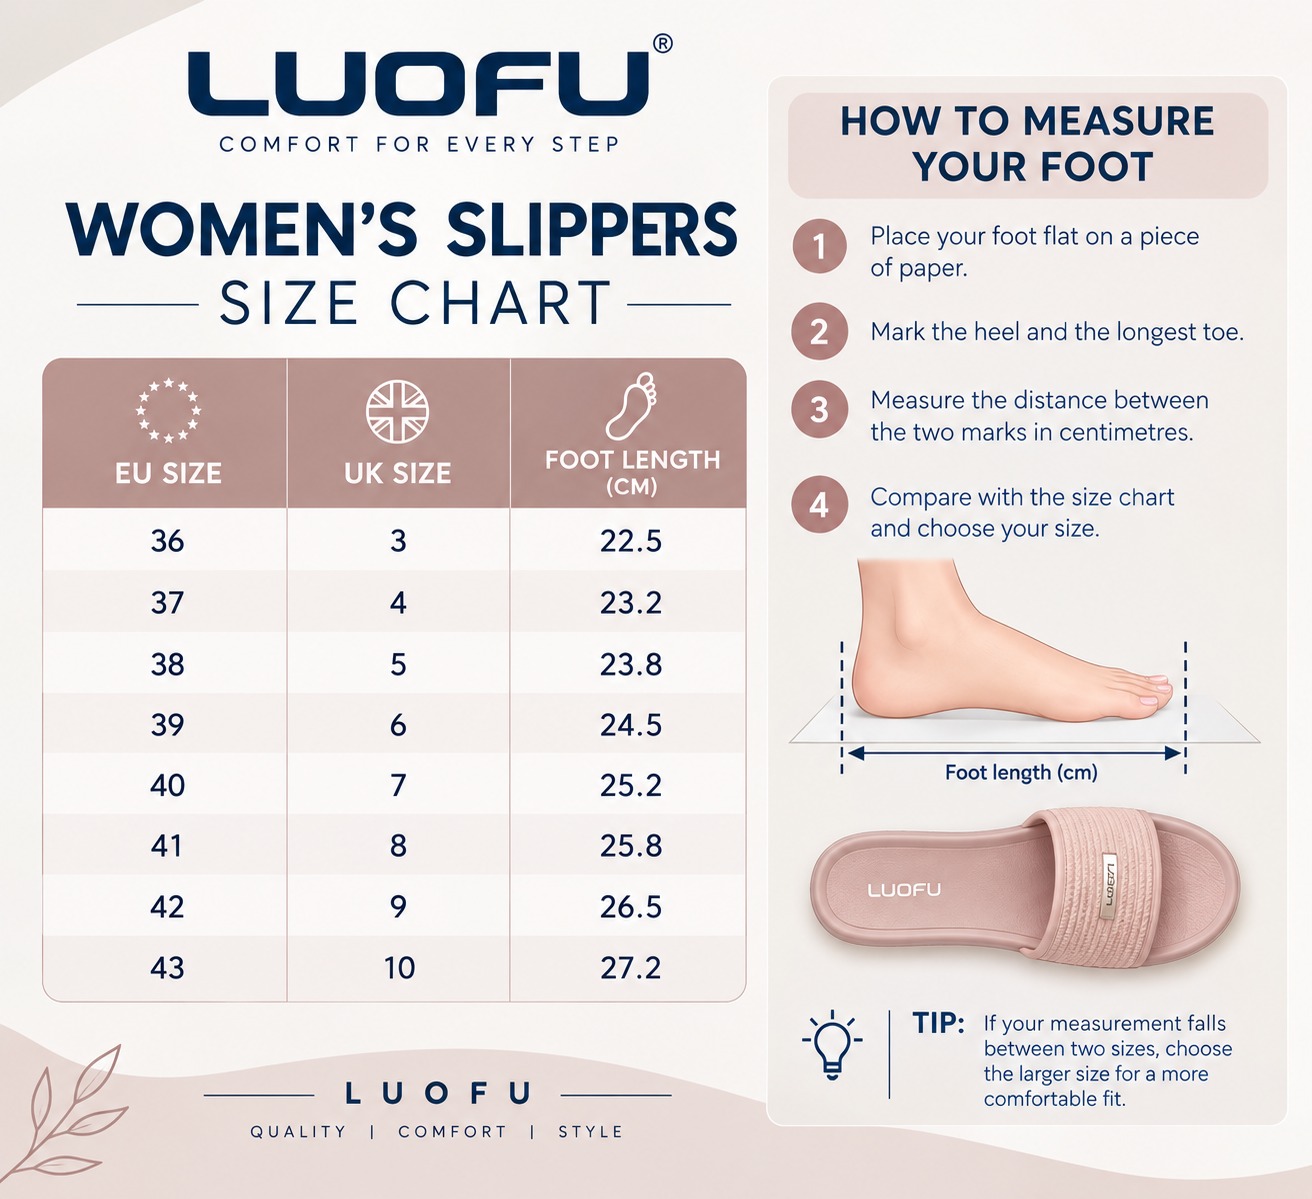 LUOFU®
COMFORT FOR EVERY STEP
WOMEN'S SLIPPERS
SIZE CHART
EU SIZE UK SIZE FOOT LENGTH
(CM)
36 3 22.5
37 4 23.2
38 5 23.8
39 6 24.5
40 7 25.2
41 8 25.8
42 9 26.5
43 10 27.2
LUOFU
QUALITY | COMFORT | STYLE
HOW TO MEASURE
YOUR FOOT
1 Place your foot flat on a piece
of paper.
2 Mark the heel and the longest toe.
3 Measure the distance between
the two marks in centimetres.
4 Compare with the size chart
and choose your size.
Foot length (cm)
LUOFU
TIP: If your measurement falls
between two sizes, choose
the larger size for a more
comfortable fit.